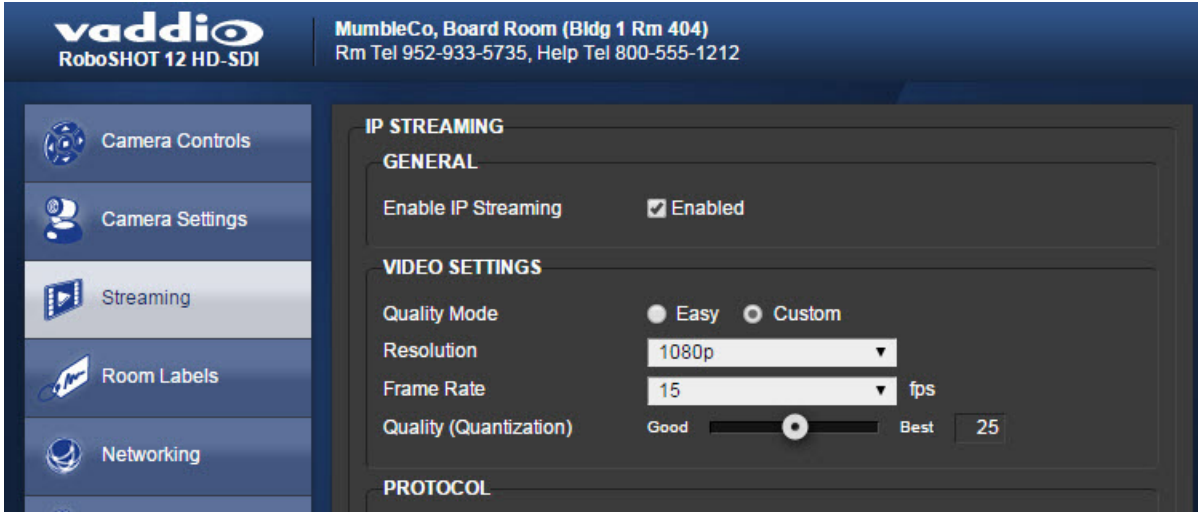 vaddio
RoboSHOT 12 HD-SDI
MumbleCo, Board Room (Bldg 1 Rm 404)
Rm Tel 952-933-5735, Help Tel 800-555-1212
Camera Controls
Camera Settings
Streaming
Room Labels
Networking
IP STREAMING
GENERAL
Enable IP Streaming Enabled
VIDEO SETTINGS
Quality Mode Easy Custom
Resolution 1080p
Frame Rate 15 fps
Quality (Quantization) Good Best 25
PROTOCOL